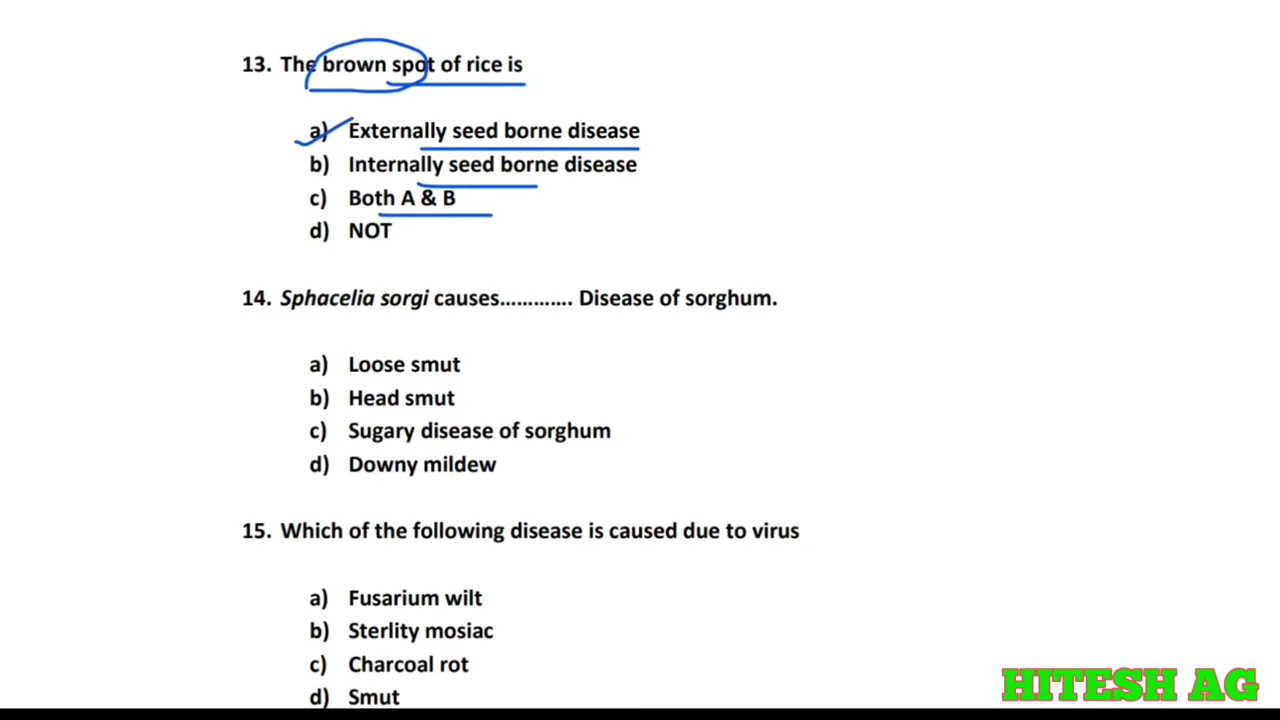 13. The brown spot of rice is
a) Externally seed borne disease
b) Internally seed borne disease
c) Both A & B
d) NOT
14. Sphacelia sorgi causes…………. Disease of sorghum.
a) Loose smut
b) Head smut
c) Sugary disease of sorghum
d) Downy mildew
15. Which of the following disease is caused due to virus
a) Fusarium wilt
b) Sterlity mosiac
c) Charcoal rot
d) Smut
HITESH AG